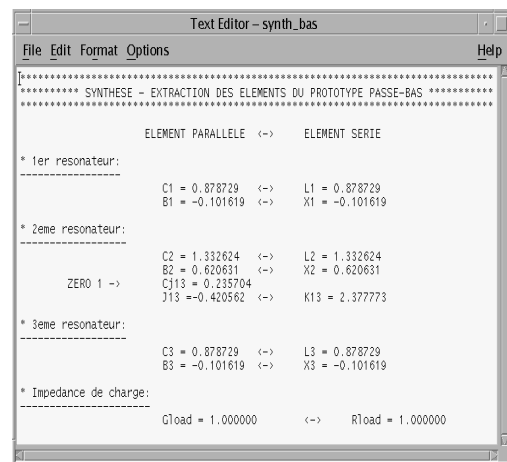 Text Editor – synth_bas
File Edit Format Options Help
****************************************************************************
********** SYNTHESE - EXTRACTION DES ELEMENTS DU PROTOTYPE PASSE-BAS ***********
****************************************************************************
ELEMENT PARALLELE <-> ELEMENT SERIE
* 1er resonateur:
-----------------
C1 = 0.878729 <-> L1 = 0.878729
B1 = -0.101619 <-> X1 = -0.101619
* 2eme resonateur:
------------------
C2 = 1.332624 <-> L2 = 1.332624
B2 = 0.620631 <-> X2 = 0.620631
ZERO 1 -> Cj13 = 0.235704
J13 =-0.420562 <-> K13 = 2.377773
* 3eme resonateur:
------------------
C3 = 0.878729 <-> L3 = 0.878729
B3 = -0.101619 <-> X3 = -0.101619
* Impedance de charge:
----------------------
Gload = 1.000000 <-> Rload = 1.000000